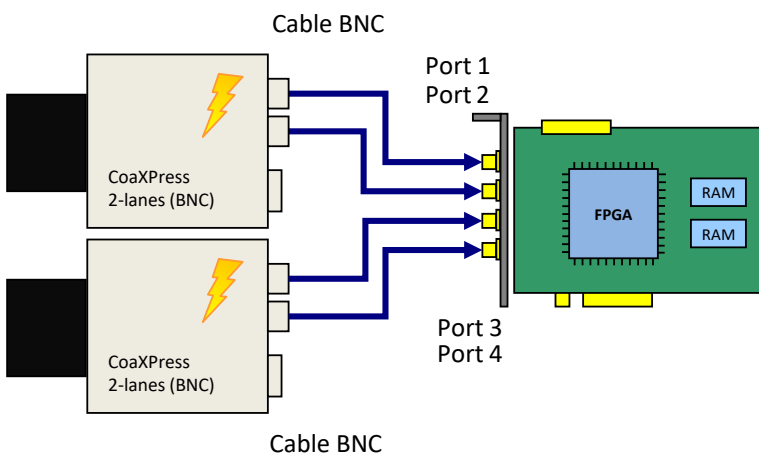 Cable BNC
Port 1
Port 2
CoaXPress
2-lanes (BNC)
FPGA
RAM
RAM
Port 3
Port 4
CoaXPress
2-lanes (BNC)
Cable BNC